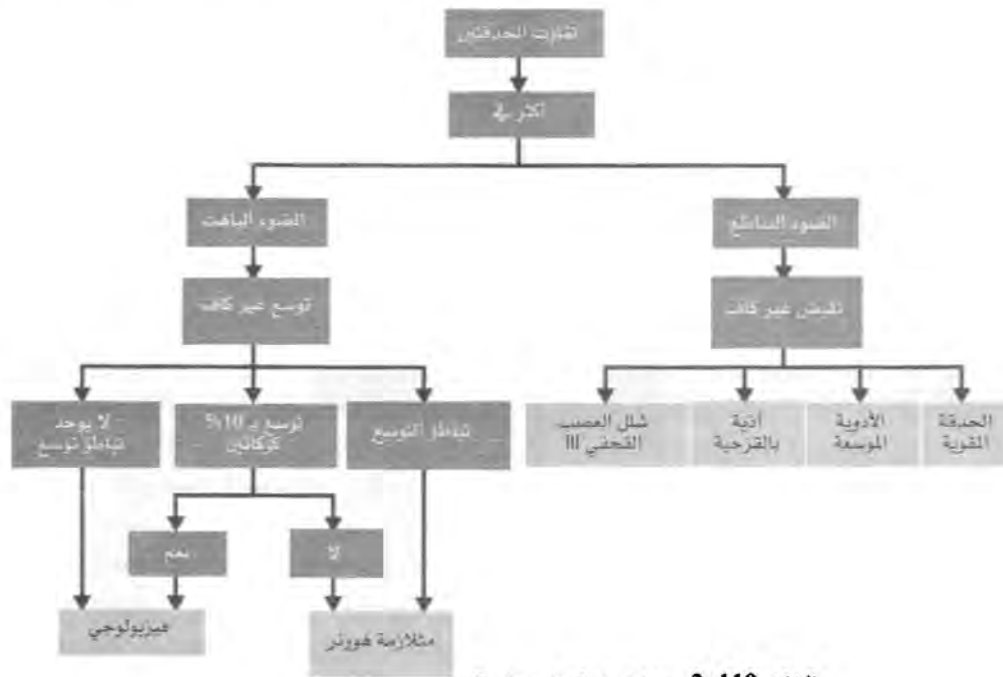 تفاوت الحدقتين
أكثر في
الضوء الباهت
الضوء الساطع
توسع غير كاف
تقبض غير كاف
لا يوجد
تباطؤ توسع
توسع بـ 10%
كوكائين
تباطؤ التوسع
شلل العصب
القحفي III
أذية
بالقزحية
الأدوية
الموسعة
الحدقة
المقوية
نعم
لا
فيزيولوجي
متلازمة هورنر